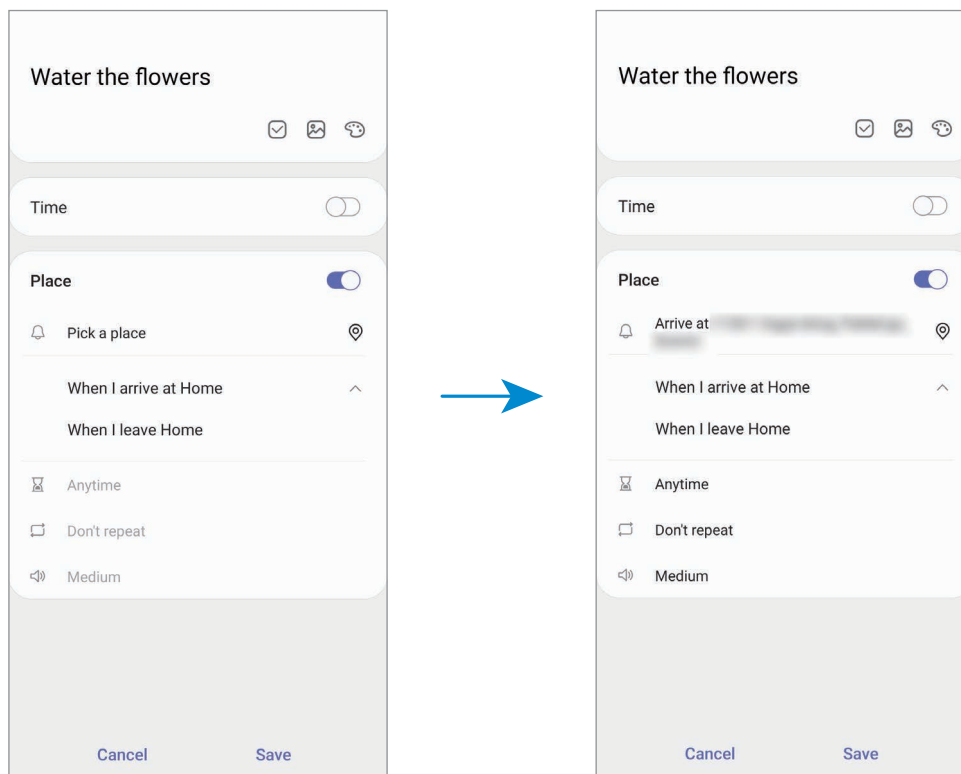 Water the flowers
Time
Place
Pick a place
When I arrive at Home
When I leave Home
Anytime
Don't repeat
Medium
Cancel
Save
Water the flowers
Time
Place
Arrive at
When I arrive at Home
When I leave Home
Anytime
Don't repeat
Medium
Cancel
Save